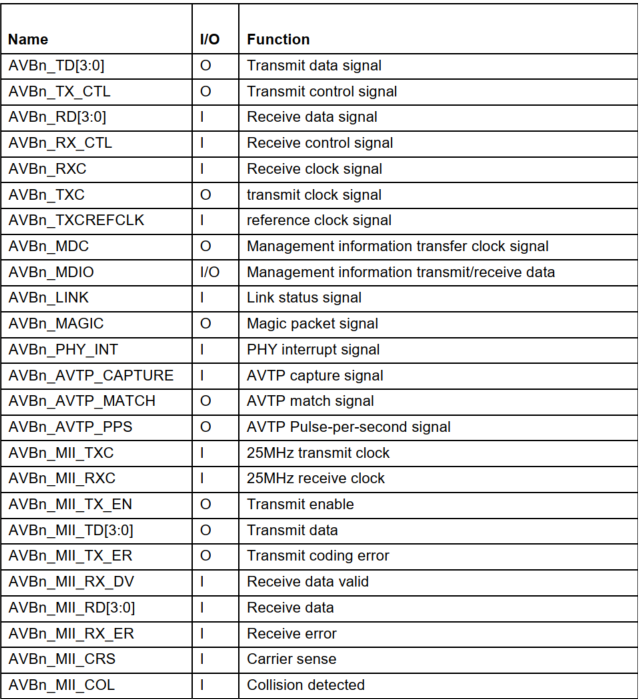 Name I/O Function
AVBn_TD[3:0] O Transmit data signal
AVBn_TX_CTL O Transmit control signal
AVBn_RD[3:0] I Receive data signal
AVBn_RX_CTL I Receive control signal
AVBn_RXC I Receive clock signal
AVBn_TXC O transmit clock signal
AVBn_TXCREFCLK I reference clock signal
AVBn_MDC O Management information transfer clock signal
AVBn_MDIO I/O Management information transmit/receive data
AVBn_LINK I Link status signal
AVBn_MAGIC O Magic packet signal
AVBn_PHY_INT I PHY interrupt signal
AVBn_AVTP_CAPTURE I AVTP capture signal
AVBn_AVTP_MATCH O AVTP match signal
AVBn_AVTP_PPS O AVTP Pulse-per-second signal
AVBn_MII_TXC I 25MHz transmit clock
AVBn_MII_RXC I 25MHz receive clock
AVBn_MII_TX_EN O Transmit enable
AVBn_MII_TD[3:0] O Transmit data
AVBn_MII_TX_ER O Transmit coding error
AVBn_MII_RX_DV I Receive data valid
AVBn_MII_RD[3:0] I Receive data
AVBn_MII_RX_ER I Receive error
AVBn_MII_CRS I Carrier sense
AVBn_MII_COL I Collision detected